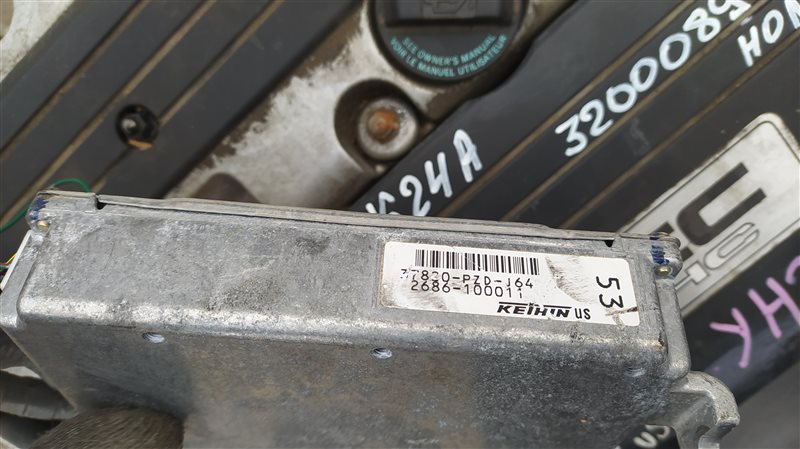 SEE OWNER'S MANUAL
VOIR LE MANUEL UTILISATEUR
3200089
HON
K24A
37820-PZD-J64
2686-100011
53
KEIHIN US